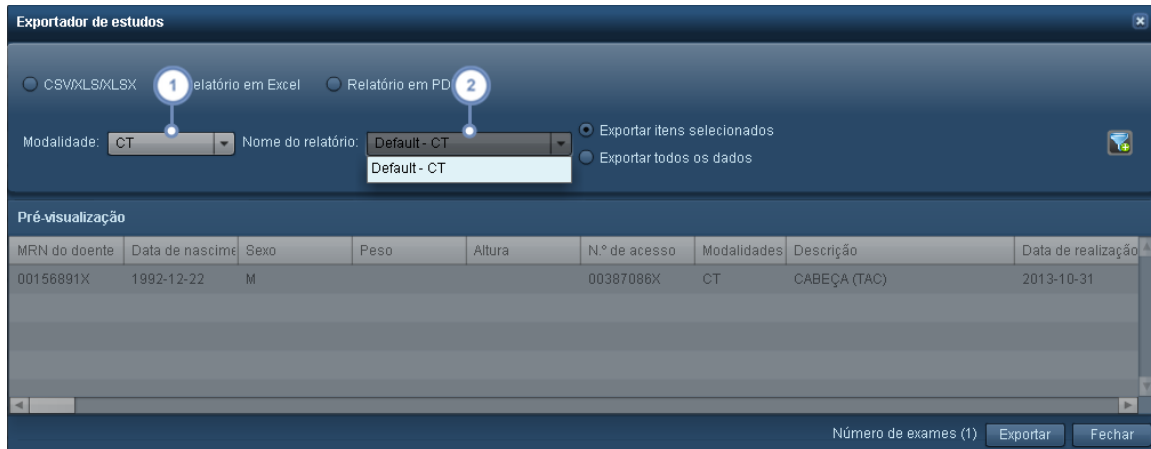 Exportador de estudos
CSV/XLS/XLSX 1 elatório em Excel Relatório em PD 2
Modalidade: CT Nome do relatório: Default - CT Exportar itens selecionados
Default - CT Exportar todos os dados
Pré-visualização
MRN do doente Data de nascime Sexo Peso Altura N.º de acesso Modalidades Descrição Data de realização
00156891X 1992-12-22 M 00387086X CT CABEÇA (TAC) 2013-10-31
Número de exames (1) Exportar Fechar